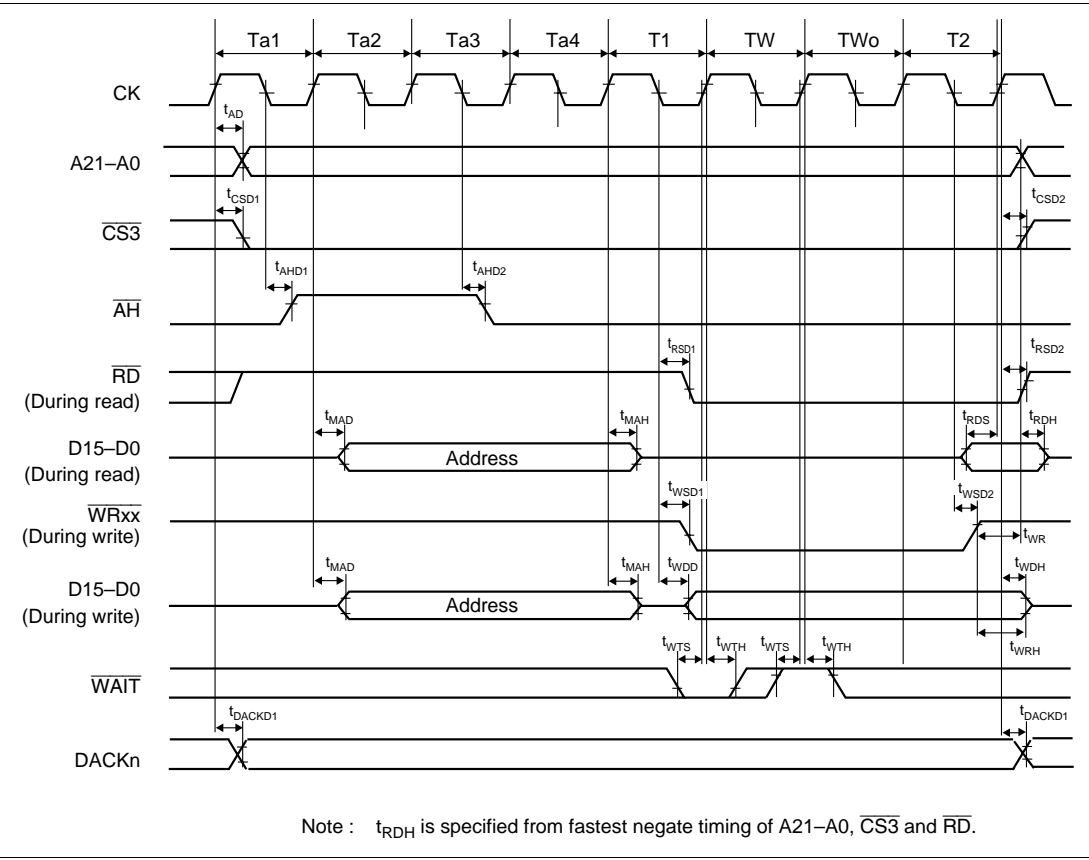 Ta1 Ta2 Ta3 Ta4 T1 TW TWo T2
CK
tAD
A21–A0
tCSD1 tCSD2
CS3
tAHD1 tAHD2
AH
tRSD1 tRSD2
RD
(During read)
tMAD tMAH tRDS tRDH
D15–D0
(During read)
Address
tWSD1 tWSD2
WRxx
(During write)
tWR
tMAD tMAH tWDD tWDH
D15–D0
(During write)
Address
tWRH
tWTS tWTH tWTS tWTH
WAIT
tDACKD1 tDACKD1
DACKn
Note : tRDH is specified from fastest negate timing of A21–A0, CS3 and RD.